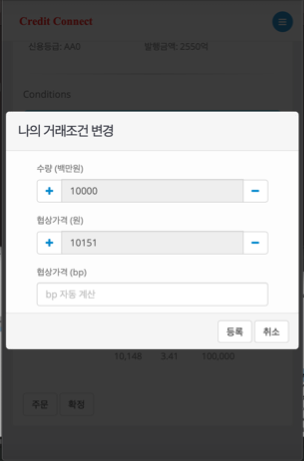 Credit Connect
신용등급: AA0 발행금액: 2550억
Conditions
나의 거래조건 변경
수량 (백만원)
+ 10000 −
협상가격 (원)
+ 10151 −
협상가격 (bp)
bp 자동 계산
등록 취소
10,148 3.41 100,000
주문 확정